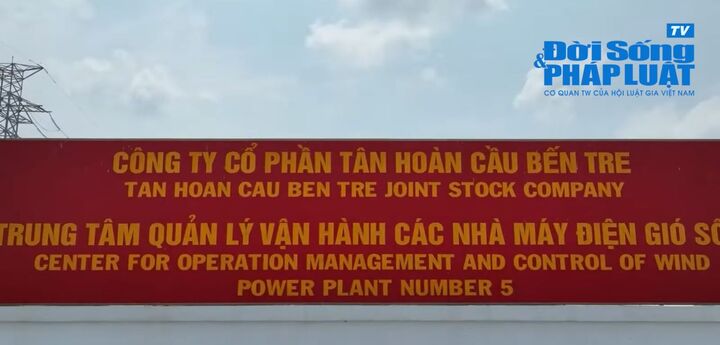 TV
Đời Sống
& PHÁP LUẬT
CƠ QUAN TW CỦA HỘI LUẬT GIA VIỆT NAM
CÔNG TY CỔ PHẦN TÂN HOÀN CẦU BẾN TRE
TAN HOAN CAU BEN TRE JOINT STOCK COMPANY
TRUNG TÂM QUẢN LÝ VẬN HÀNH CÁC NHÀ MÁY ĐIỆN GIÓ SỐ
CENTER FOR OPERATION MANAGEMENT AND CONTROL OF WIND
POWER PLANT NUMBER 5